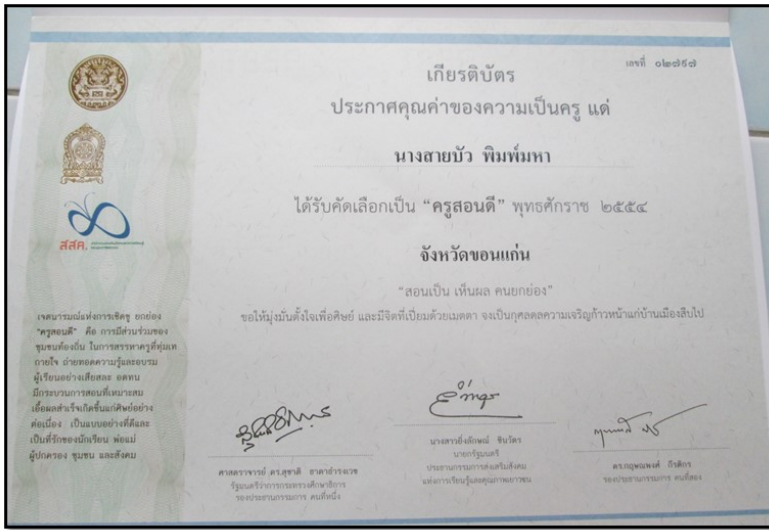 เลขที่ ๐๒๗๙๗
เกียรติบัตร
ประกาศคุณค่าของความเป็นครู แด่
นางสายบัว พิมพ์มหา
ได้รับคัดเลือกเป็น "ครูสอนดี" พุทธศักราช ๒๕๕๔
จังหวัดขอนแก่น
"สอนเป็น เห็นผล คนยกย่อง"
ขอให้มุ่งมั่นตั้งใจเพื่อศิษย์ และมีจิตที่เปี่ยมด้วยเมตตา จงเป็นกุศลดลความเจริญก้าวหน้าแก่บ้านเมืองสืบไป
สสค.
เจตนารมณ์แห่งการเชิดชู ยกย่อง
"ครูสอนดี" คือ การมีส่วนร่วมของ
ชุมชนท้องถิ่น ในการสรรหาครูที่ทุ่มเท
กายใจ ถ่ายทอดความรู้และอบรม
ผู้เรียนอย่างเสียสละ อดทน
มีกระบวนการสอนที่เหมาะสม
เอื้อผลสำเร็จเกิดขึ้นแก่ศิษย์อย่าง
ต่อเนื่อง เป็นแบบอย่างที่ดีและ
เป็นที่รักของนักเรียน พ่อแม่
ผู้ปกครอง ชุมชน และสังคม
ศาสตราจารย์ ดร.สุชาติ ธาดาธำรงเวช
รัฐมนตรีว่าการกระทรวงศึกษาธิการ
รองประธานกรรมการ คนที่หนึ่ง
นางสาวยิ่งลักษณ์ ชินวัตร
นายกรัฐมนตรี
ประธานกรรมการส่งเสริมสังคม
แห่งการเรียนรู้และคุณภาพเยาวชน
ดร.กฤษณพงศ์ กีรติกร
รองประธานกรรมการ คนที่สอง